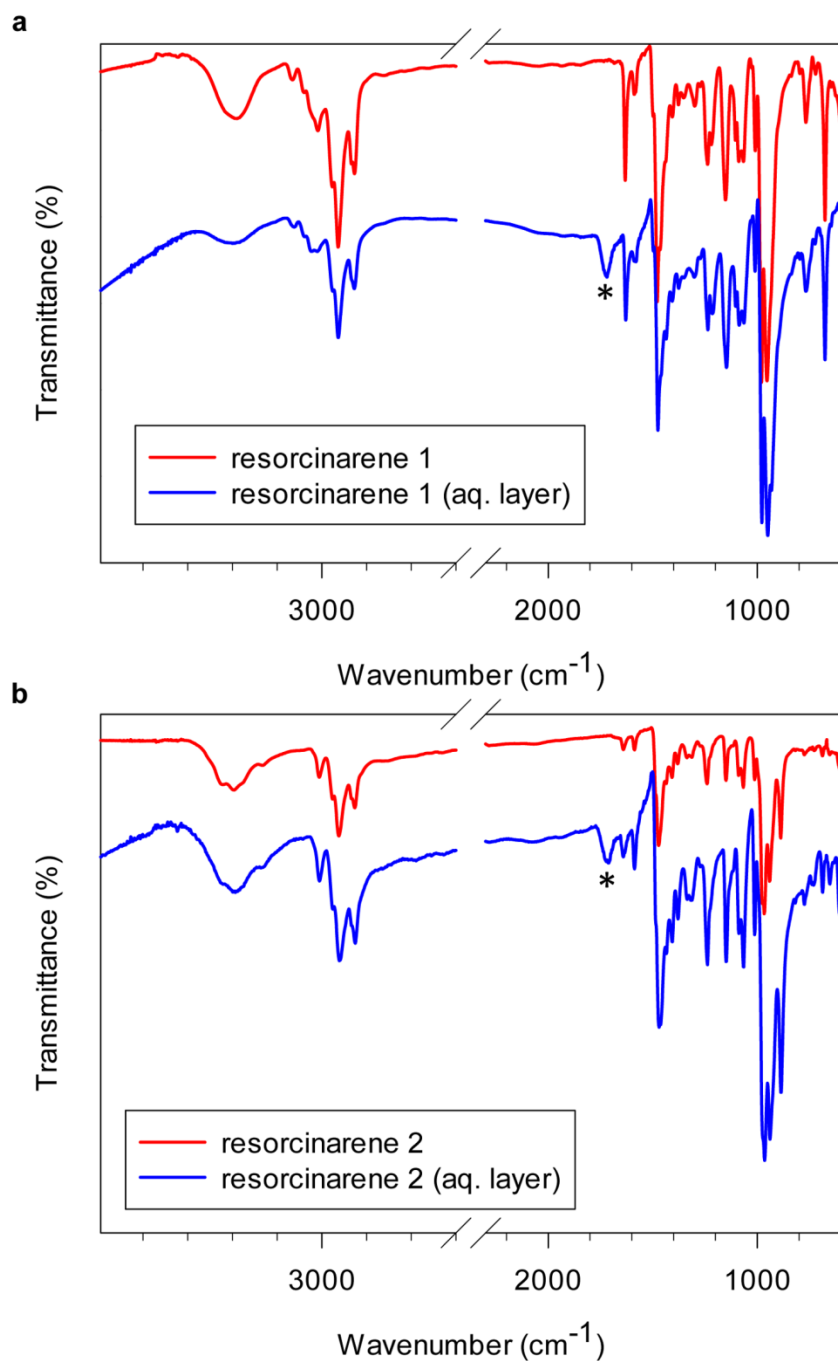 a
Transmittance (%)
*
resorcinarene 1
resorcinarene 1 (aq. layer)
3000 2000 1000
Wavenumber (cm⁻¹)
b
Transmittance (%)
*
resorcinarene 2
resorcinarene 2 (aq. layer)
3000 2000 1000
Wavenumber (cm⁻¹)